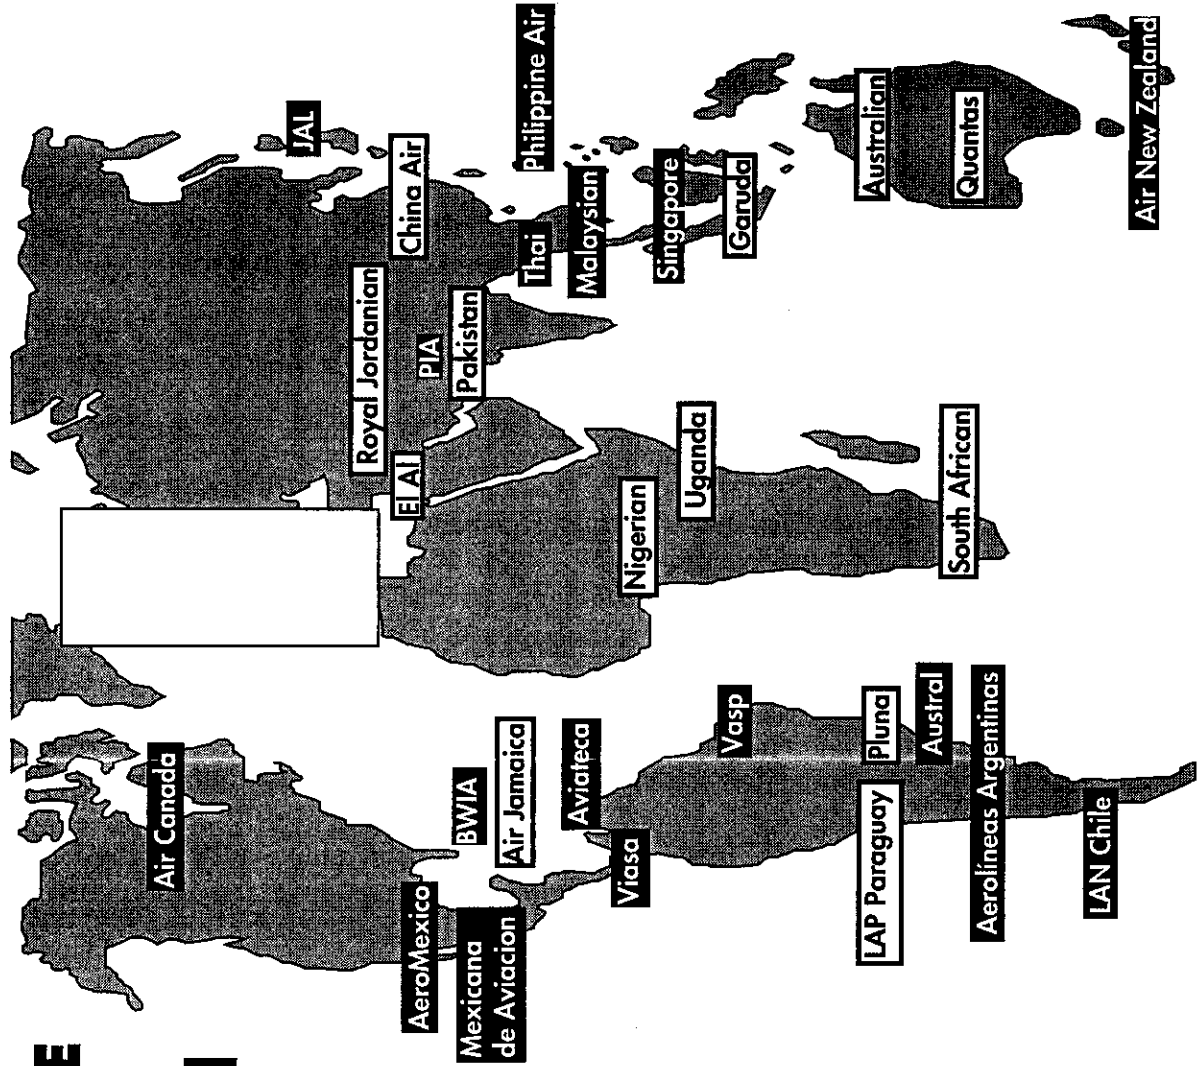 E
Air Canada
JAL
AeroMexico
Mexicana
de Aviacion
BWIA
Air Jamaica
Aviateca
Viasa
Vasp
LAP Paraguay
Pluna
Austral
Aerolíneas Argentinas
LAN Chile
Royal Jordanian
El Al
PIA
Pakistan
China Air
Thai
Philippine Air
Malaysian
Singapore
Garuda
Nigerian
Uganda
South African
Australian
Quantas
Air New Zealand